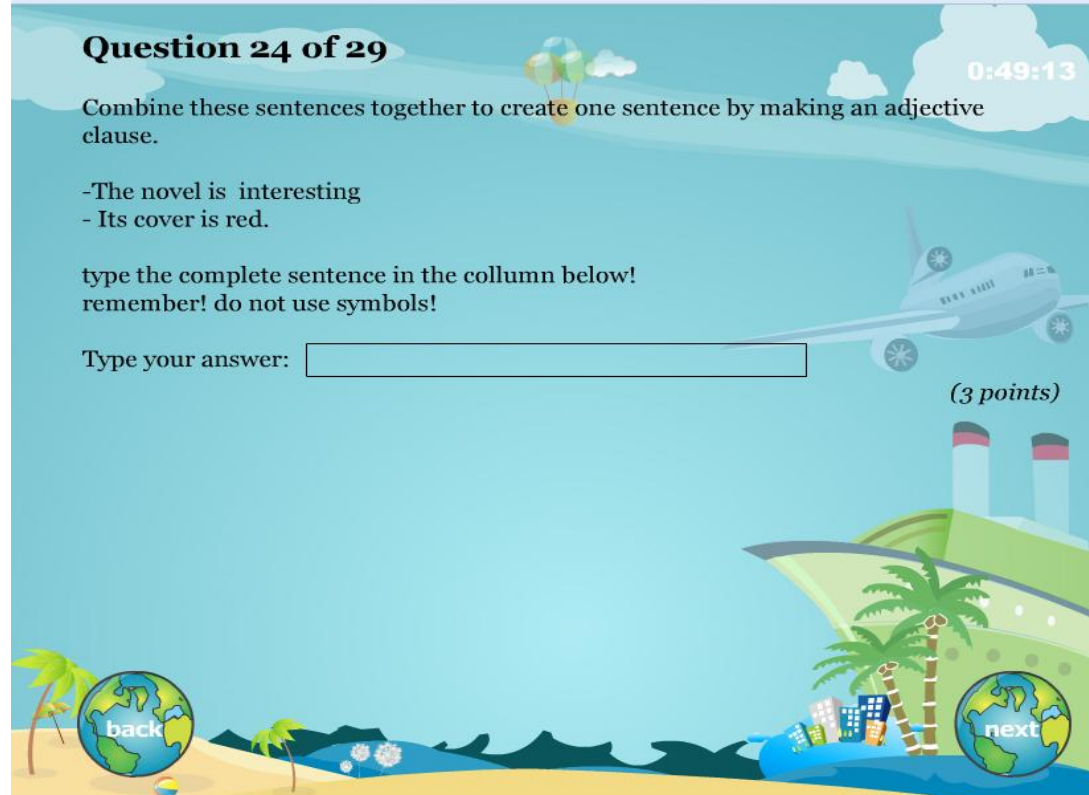 Question 24 of 29
0:49:13
Combine these sentences together to create one sentence by making an adjective
clause.
-The novel is  interesting
- Its cover is red.
type the complete sentence in the collumn below!
remember! do not use symbols!
Type your answer:
(3 points)
back
next